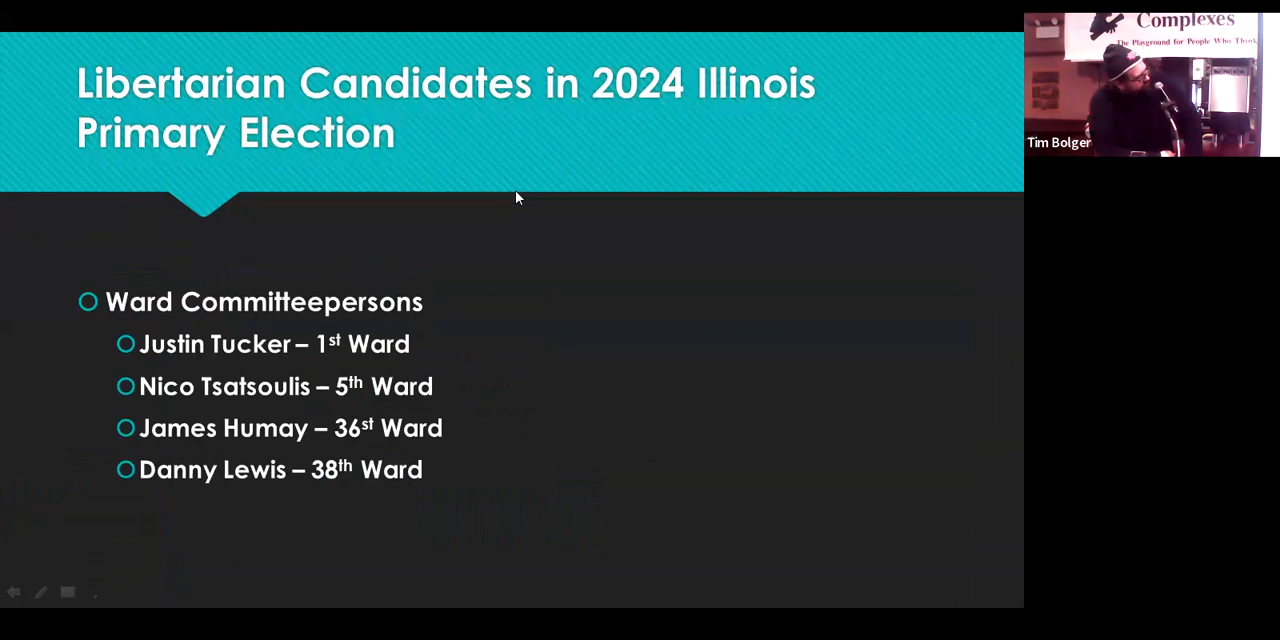 Libertarian Candidates in 2024 Illinois
Primary Election
Ward Committeepersons
Justin Tucker – 1st Ward
Nico Tsatsoulis – 5th Ward
James Humay – 36st Ward
Danny Lewis – 38th Ward
Complexes
The Playground for People Who Think
Tim Bolger